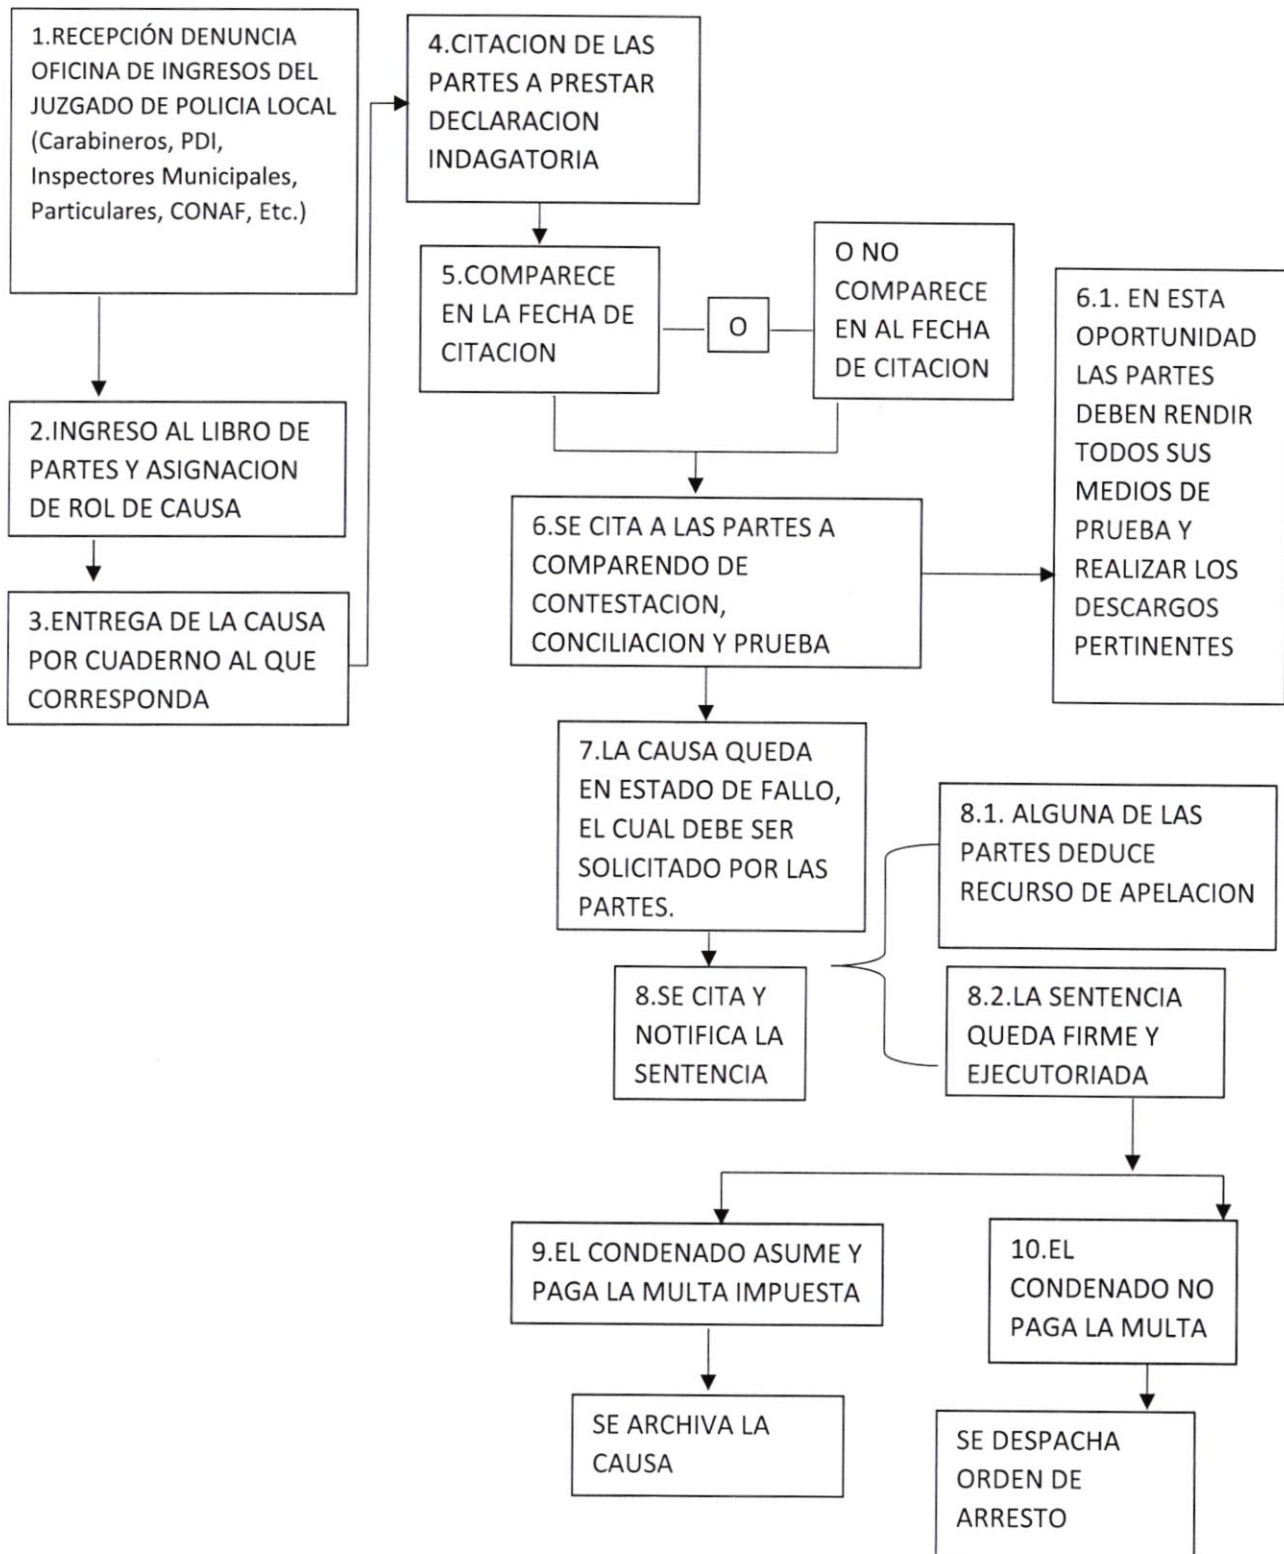 1.RECEPCIÓN DENUNCIA
OFICINA DE INGRESOS DEL
JUZGADO DE POLICIA LOCAL
(Carabineros, PDI,
Inspectores Municipales,
Particulares, CONAF, Etc.)
2.INGRESO AL LIBRO DE
PARTES Y ASIGNACION
DE ROL DE CAUSA
3.ENTREGA DE LA CAUSA
POR CUADERNO AL QUE
CORRESPONDA
4.CITACION DE LAS
PARTES A PRESTAR
DECLARACION
INDAGATORIA
5.COMPARECE
EN LA FECHA DE
CITACION
O
O NO
COMPARECE
EN AL FECHA
DE CITACION
6.SE CITA A LAS PARTES A
COMPARENDO DE
CONTESTACION,
CONCILIACION Y PRUEBA
6.1. EN ESTA
OPORTUNIDAD
LAS PARTES
DEBEN RENDIR
TODOS SUS
MEDIOS DE
PRUEBA Y
REALIZAR LOS
DESCARGOS
PERTINENTES
7.LA CAUSA QUEDA
EN ESTADO DE FALLO,
EL CUAL DEBE SER
SOLICITADO POR LAS
PARTES.
8.SE CITA Y
NOTIFICA LA
SENTENCIA
8.1. ALGUNA DE LAS
PARTES DEDUCE
RECURSO DE APELACION
8.2.LA SENTENCIA
QUEDA FIRME Y
EJECUTORIADA
9.EL CONDENADO ASUME Y
PAGA LA MULTA IMPUESTA
10.EL
CONDENADO NO
PAGA LA MULTA
SE ARCHIVA LA
CAUSA
SE DESPACHA
ORDEN DE
ARRESTO